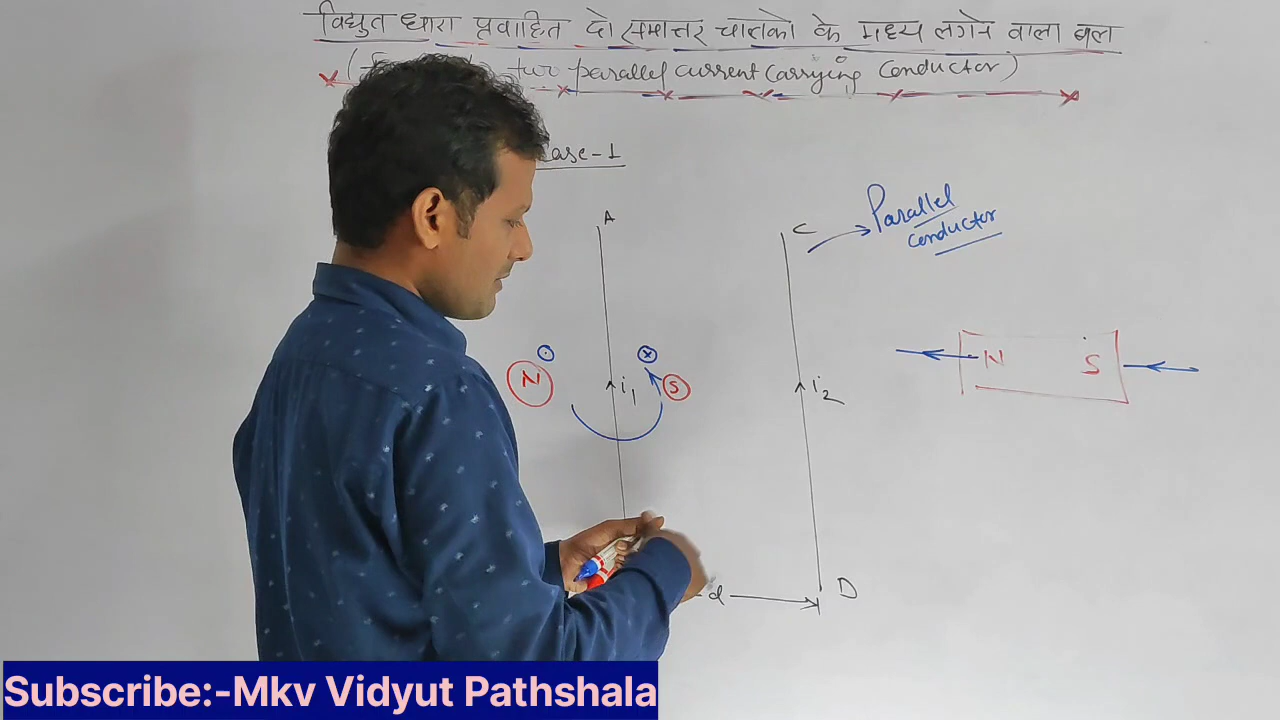 विद्युत धारा प्रवाहित दो समान्तर चालको के मध्य लगने वाला बल
two parallel current carrying conductor)
Case-1
A
C
Parallel
conductor
N
S
i1
i2
N
S
d
D
Subscribe:-Mkv Vidyut Pathshala